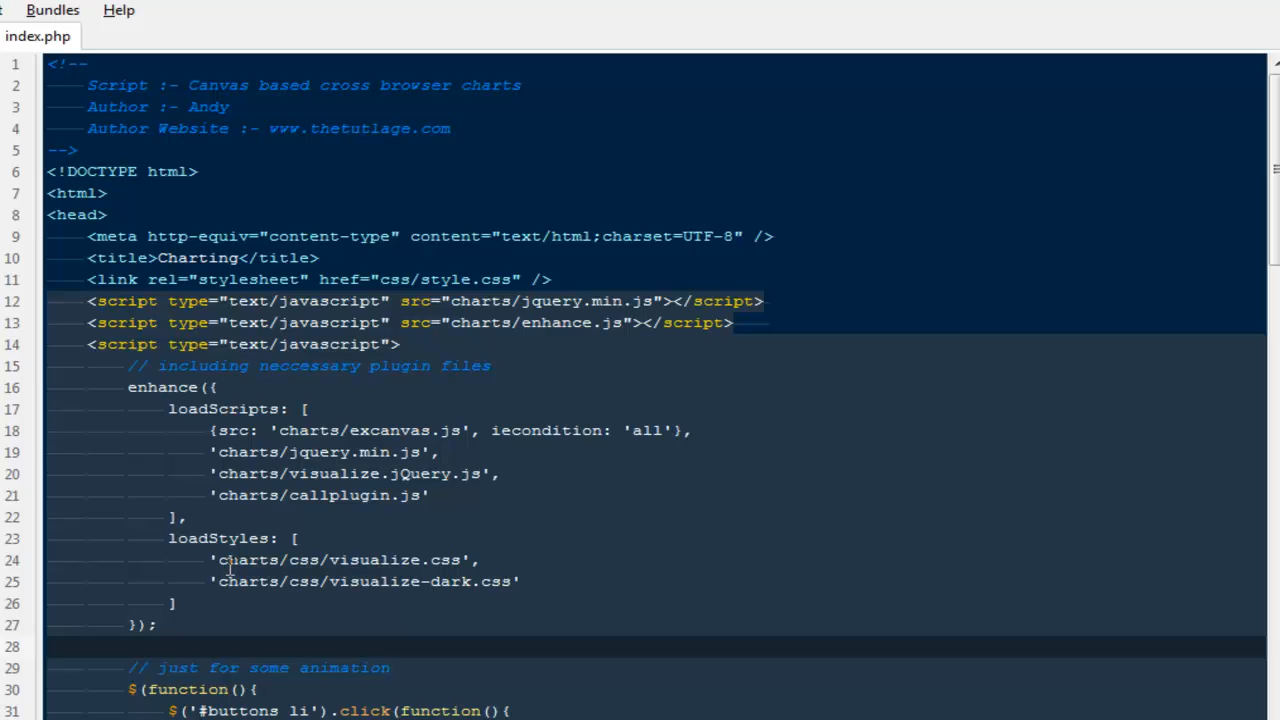 Bundles Help
index.php
1 <!--
2 Script :- Canvas based cross browser charts
3 Author :- Andy
4 Author Website :- www.thetutlage.com
5 -->
6 <!DOCTYPE html>
7 <html>
8 <head>
9 <meta http-equiv="content-type" content="text/html;charset=UTF-8" />
10 <title>Charting</title>
11 <link rel="stylesheet" href="css/style.css" />
12 <script type="text/javascript" src="charts/jquery.min.js"></script>
13 <script type="text/javascript" src="charts/enhance.js"></script>
14 <script type="text/javascript">
15 // including neccessary plugin files
16 enhance({
17 loadScripts: [
18 {src: 'charts/excanvas.js', iecondition: 'all'},
19 'charts/jquery.min.js',
20 'charts/visualize.jQuery.js',
21 'charts/callplugin.js'
22 ],
23 loadStyles: [
24 'charts/css/visualize.css',
25 'charts/css/visualize-dark.css'
26 ]
27 });
28
29 // just for some animation
30 $(function(){
31 $('#buttons li').click(function(){